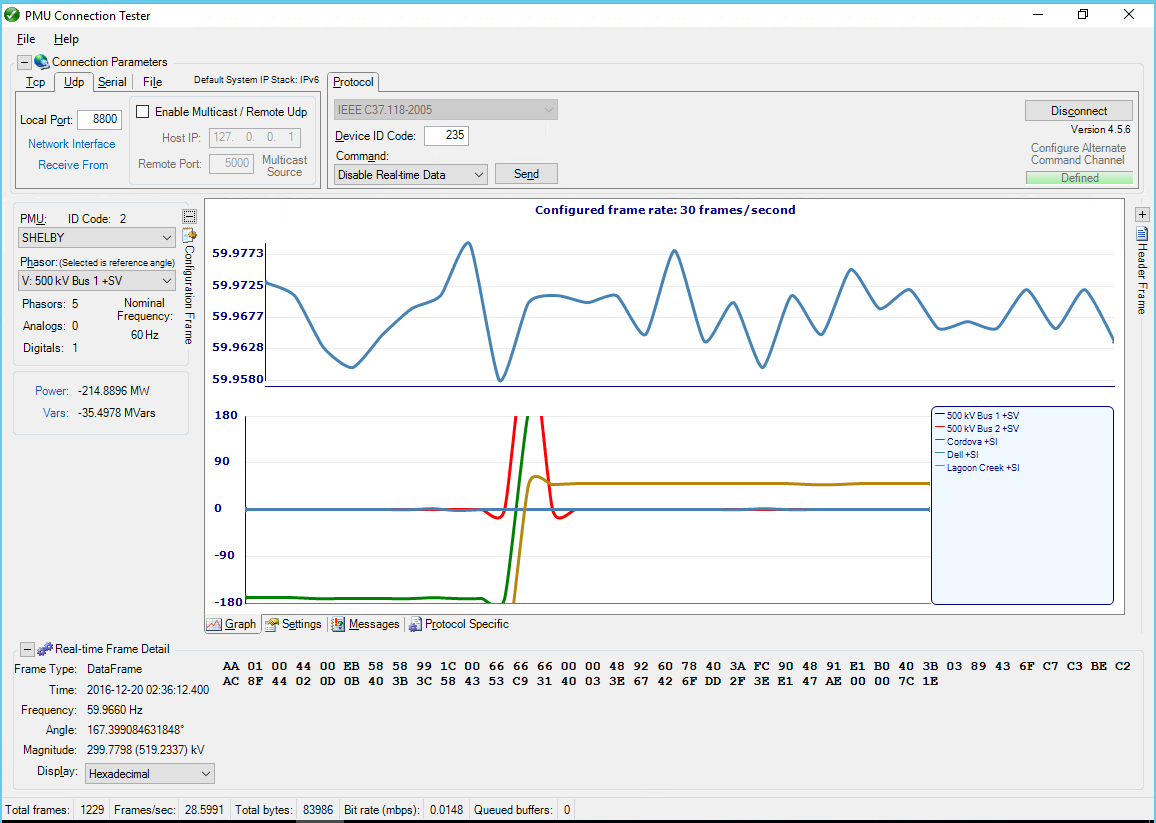 PMU Connection Tester
File Help
Connection Parameters
Tcp Udp Serial File Default System IP Stack: IPv6
Local Port: 8800
Network Interface
Receive From
Enable Multicast / Remote Udp
Host IP: 127. 0. 0. 1
Remote Port: 5000 Multicast Source
Protocol
IEEE C37.118-2005
Device ID Code: 235
Command:
Disable Real-time Data Send
Disconnect
Version 4.5.6
Configure Alternate
Command Channel
Defined
PMU: ID Code: 2
SHELBY
Phasor: (Selected is reference angle)
V: 500 kV Bus 1 +SV
Phasors: 5
Analogs: 0
Digitals: 1
Nominal
Frequency:
60 Hz
Configuration Frame
Power: -214.8896 MW
Vars: -35.4978 MVars
Configured frame rate: 30 frames/second
59.9773
59.9725
59.9677
59.9628
59.9580
180
90
0
-90
-180
500 kV Bus 1 +SV
500 kV Bus 2 +SV
Cordova +SI
Dell +SI
Lagoon Creek +SI
Header Frame
Graph Settings Messages Protocol Specific
Real-time Frame Detail
Frame Type: DataFrame
Time: 2016-12-20 02:36:12.400
Frequency: 59.9660 Hz
Angle: 167.399084631848°
Magnitude: 299.7798 (519.2337) kV
Display: Hexadecimal
AA 01 00 44 00 EB 58 58 99 1C 00 66 66 66 00 00 48 92 60 78 40 3A FC 90 48 91 E1 B0 40 3B 03 89 43 6F C7 C3 BE C2
AC 8F 44 02 0D 0B 40 3B 3C 58 43 53 C9 31 40 03 3E 67 42 6F DD 2F 3E E1 47 AE 00 00 7C 1E
Total frames: 1229 Frames/sec: 28.5991 Total bytes: 83986 Bit rate (mbps): 0.0148 Queued buffers: 0